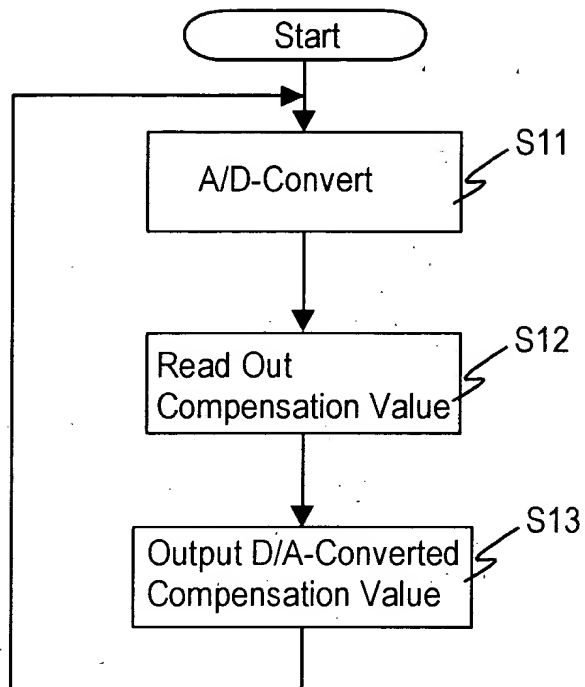 Start
S11
A/D-Convert
S12
Read Out
Compensation Value
S13
Output D/A-Converted
Compensation Value